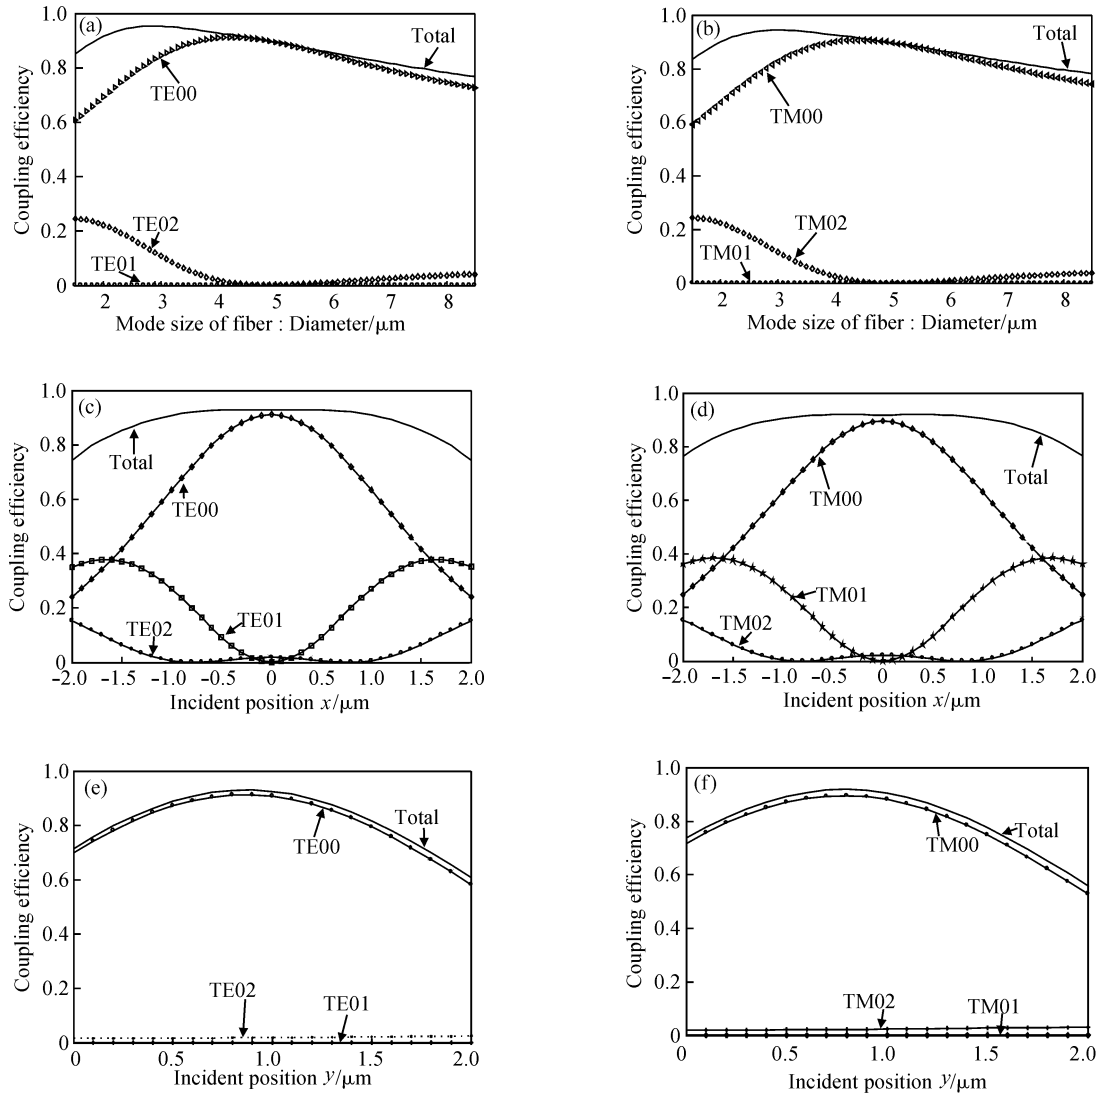 (a)
Total
TE00
TE02
TE01
Coupling efficiency
1.0
0.8
0.6
0.4
0.2
0
2 3 4 5 6 7 8
Mode size of fiber : Diameter/μm
(b)
Total
TM00
TM02
TM01
Coupling efficiency
1.0
0.8
0.6
0.4
0.2
0
2 3 4 5 6 7 8
Mode size of fiber : Diameter/μm
(c)
Total
TE00
TE01
TE02
Coupling efficiency
1.0
0.8
0.6
0.4
0.2
0
−2.0 −1.5 −1.0 −0.5 0 0.5 1.0 1.5 2.0
Incident position x/μm
(d)
Total
TM00
TM01
TM02
Coupling efficiency
1.0
0.8
0.6
0.4
0.2
0
−2.0 −1.5 −1.0 −0.5 0 0.5 1.0 1.5 2.0
Incident position x/μm
(e)
Total
TE00
TE02
TE01
Coupling efficiency
1.0
0.8
0.6
0.4
0.2
0
0 0.5 1.0 1.5 2.0
Incident position y/μm
(f)
Total
TM00
TM02
TM01
Coupling efficiency
1.0
0.8
0.6
0.4
0.2
0
0.5 1.0 1.5 2.0
Incident position y/μm